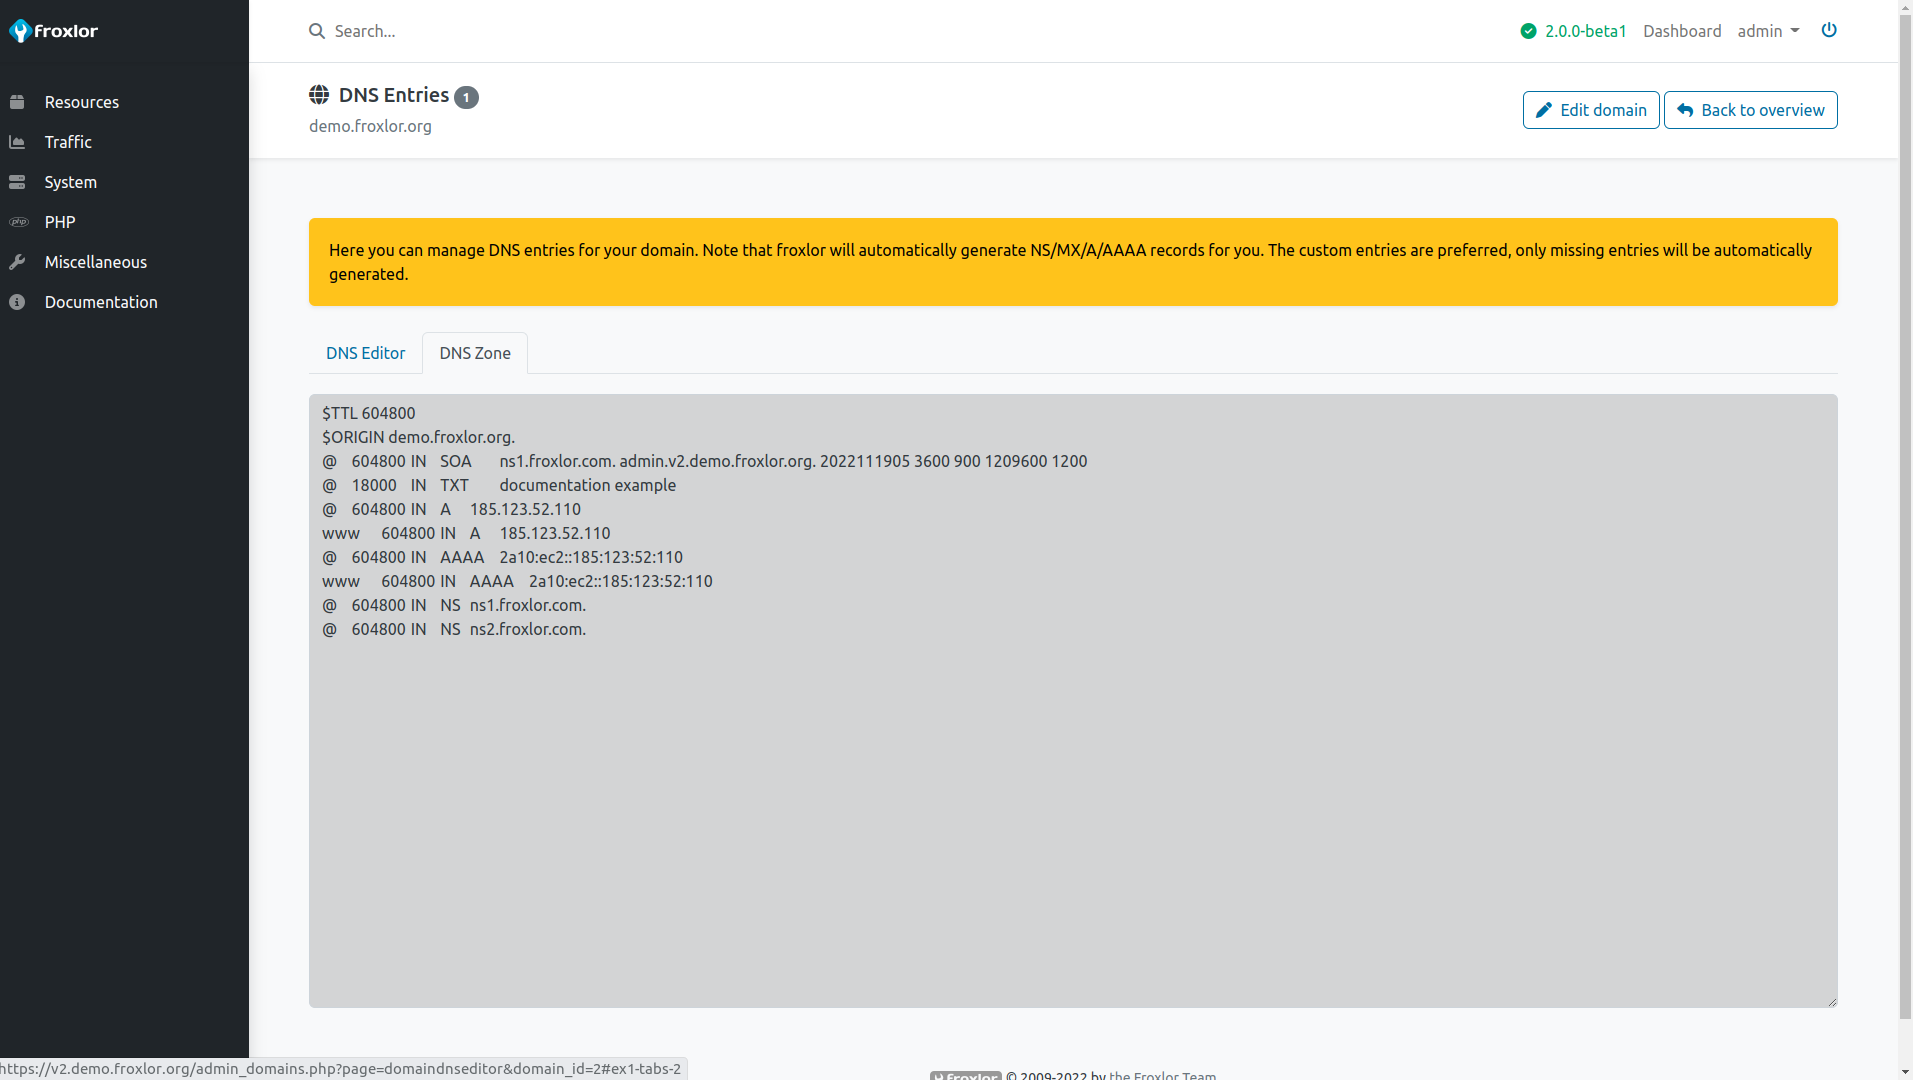 froxlor
Search...
2.0.0-beta1
Dashboard
admin
Resources
Traffic
System
php
PHP
Miscellaneous
Documentation
DNS Entries 1
demo.froxlor.org
Edit domain
Back to overview
Here you can manage DNS entries for your domain. Note that froxlor will automatically generate NS/MX/A/AAAA records for you. The custom entries are preferred, only missing entries will be automatically
generated.
DNS Editor
DNS Zone
$TTL 604800
$ORIGIN demo.froxlor.org.
@ 604800 IN SOA ns1.froxlor.com. admin.v2.demo.froxlor.org. 2022111905 3600 900 1209600 1200
@ 18000 IN TXT documentation example
@ 604800 IN A 185.123.52.110
www 604800 IN A 185.123.52.110
@ 604800 IN AAAA 2a10:ec2::185:123:52:110
www 604800 IN AAAA 2a10:ec2::185:123:52:110
@ 604800 IN NS ns1.froxlor.com.
@ 604800 IN NS ns2.froxlor.com.
https://v2.demo.froxlor.org/admin_domains.php?page=domaindnseditor&domain_id=2#ex1-tabs-2
froxlor © 2009-2022 by the Froxlor Team